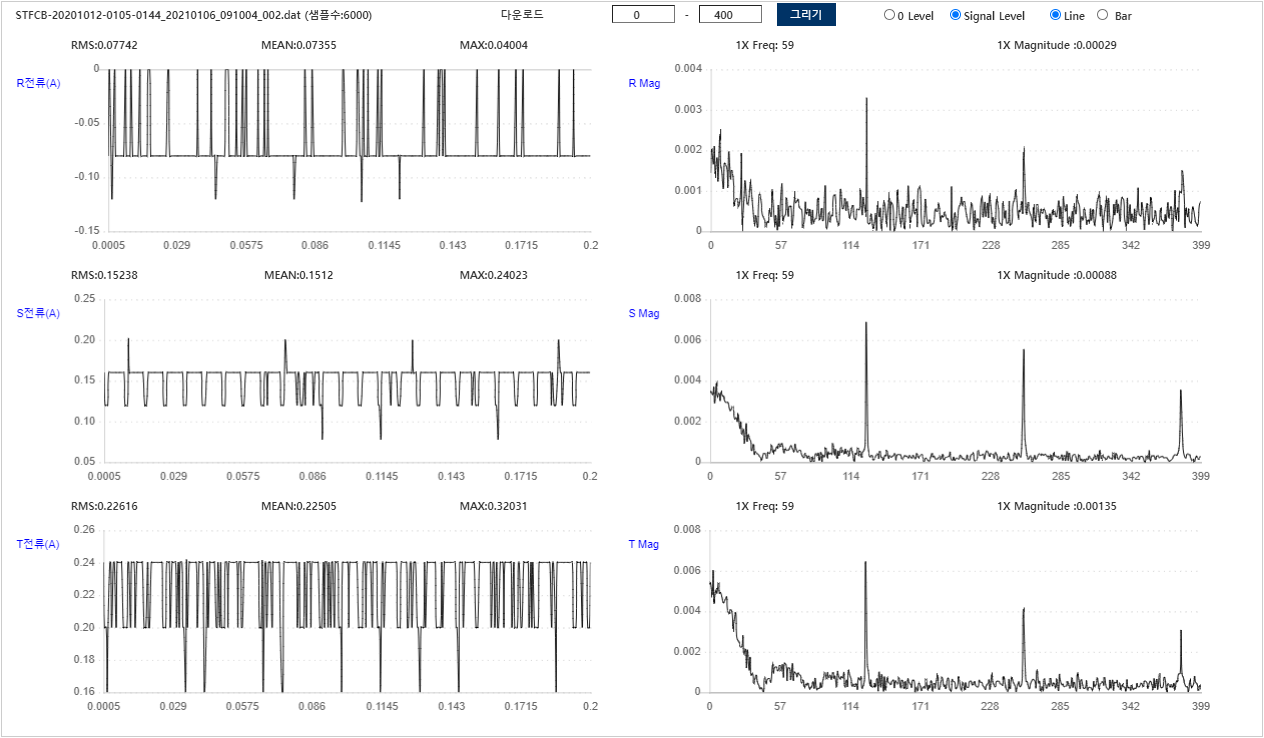 STFCB-20201012-0105-0144_20210106_091004_002.dat (샘플수:6000) 다운로드 0 - 400 그리기 0 Level Signal Level Line Bar
RMS:0.07742 MEAN:0.07355 MAX:0.04004 1X Freq: 59 1X Magnitude :0.00029
R전류(A)
0
-0.05
-0.10
-0.15
0.0005 0.029 0.0575 0.086 0.1145 0.143 0.1715 0.2
R Mag
0.004
0.003
0.002
0.001
0
0 57 114 171 228 285 342 399
RMS:0.15238 MEAN:0.1512 MAX:0.24023 1X Freq: 59 1X Magnitude :0.00088
S전류(A)
0.25
0.20
0.15
0.10
0.05
0.0005 0.029 0.0575 0.086 0.1145 0.143 0.1715 0.2
S Mag
0.008
0.006
0.004
0.002
0
0 57 114 171 228 285 342 399
RMS:0.22616 MEAN:0.22505 MAX:0.32031 1X Freq: 59 1X Magnitude :0.00135
T전류(A)
0.26
0.24
0.22
0.20
0.18
0.16
0.0005 0.029 0.0575 0.086 0.1145 0.143 0.1715 0.2
T Mag
0.008
0.006
0.004
0.002
0
0 57 114 171 228 285 342 399